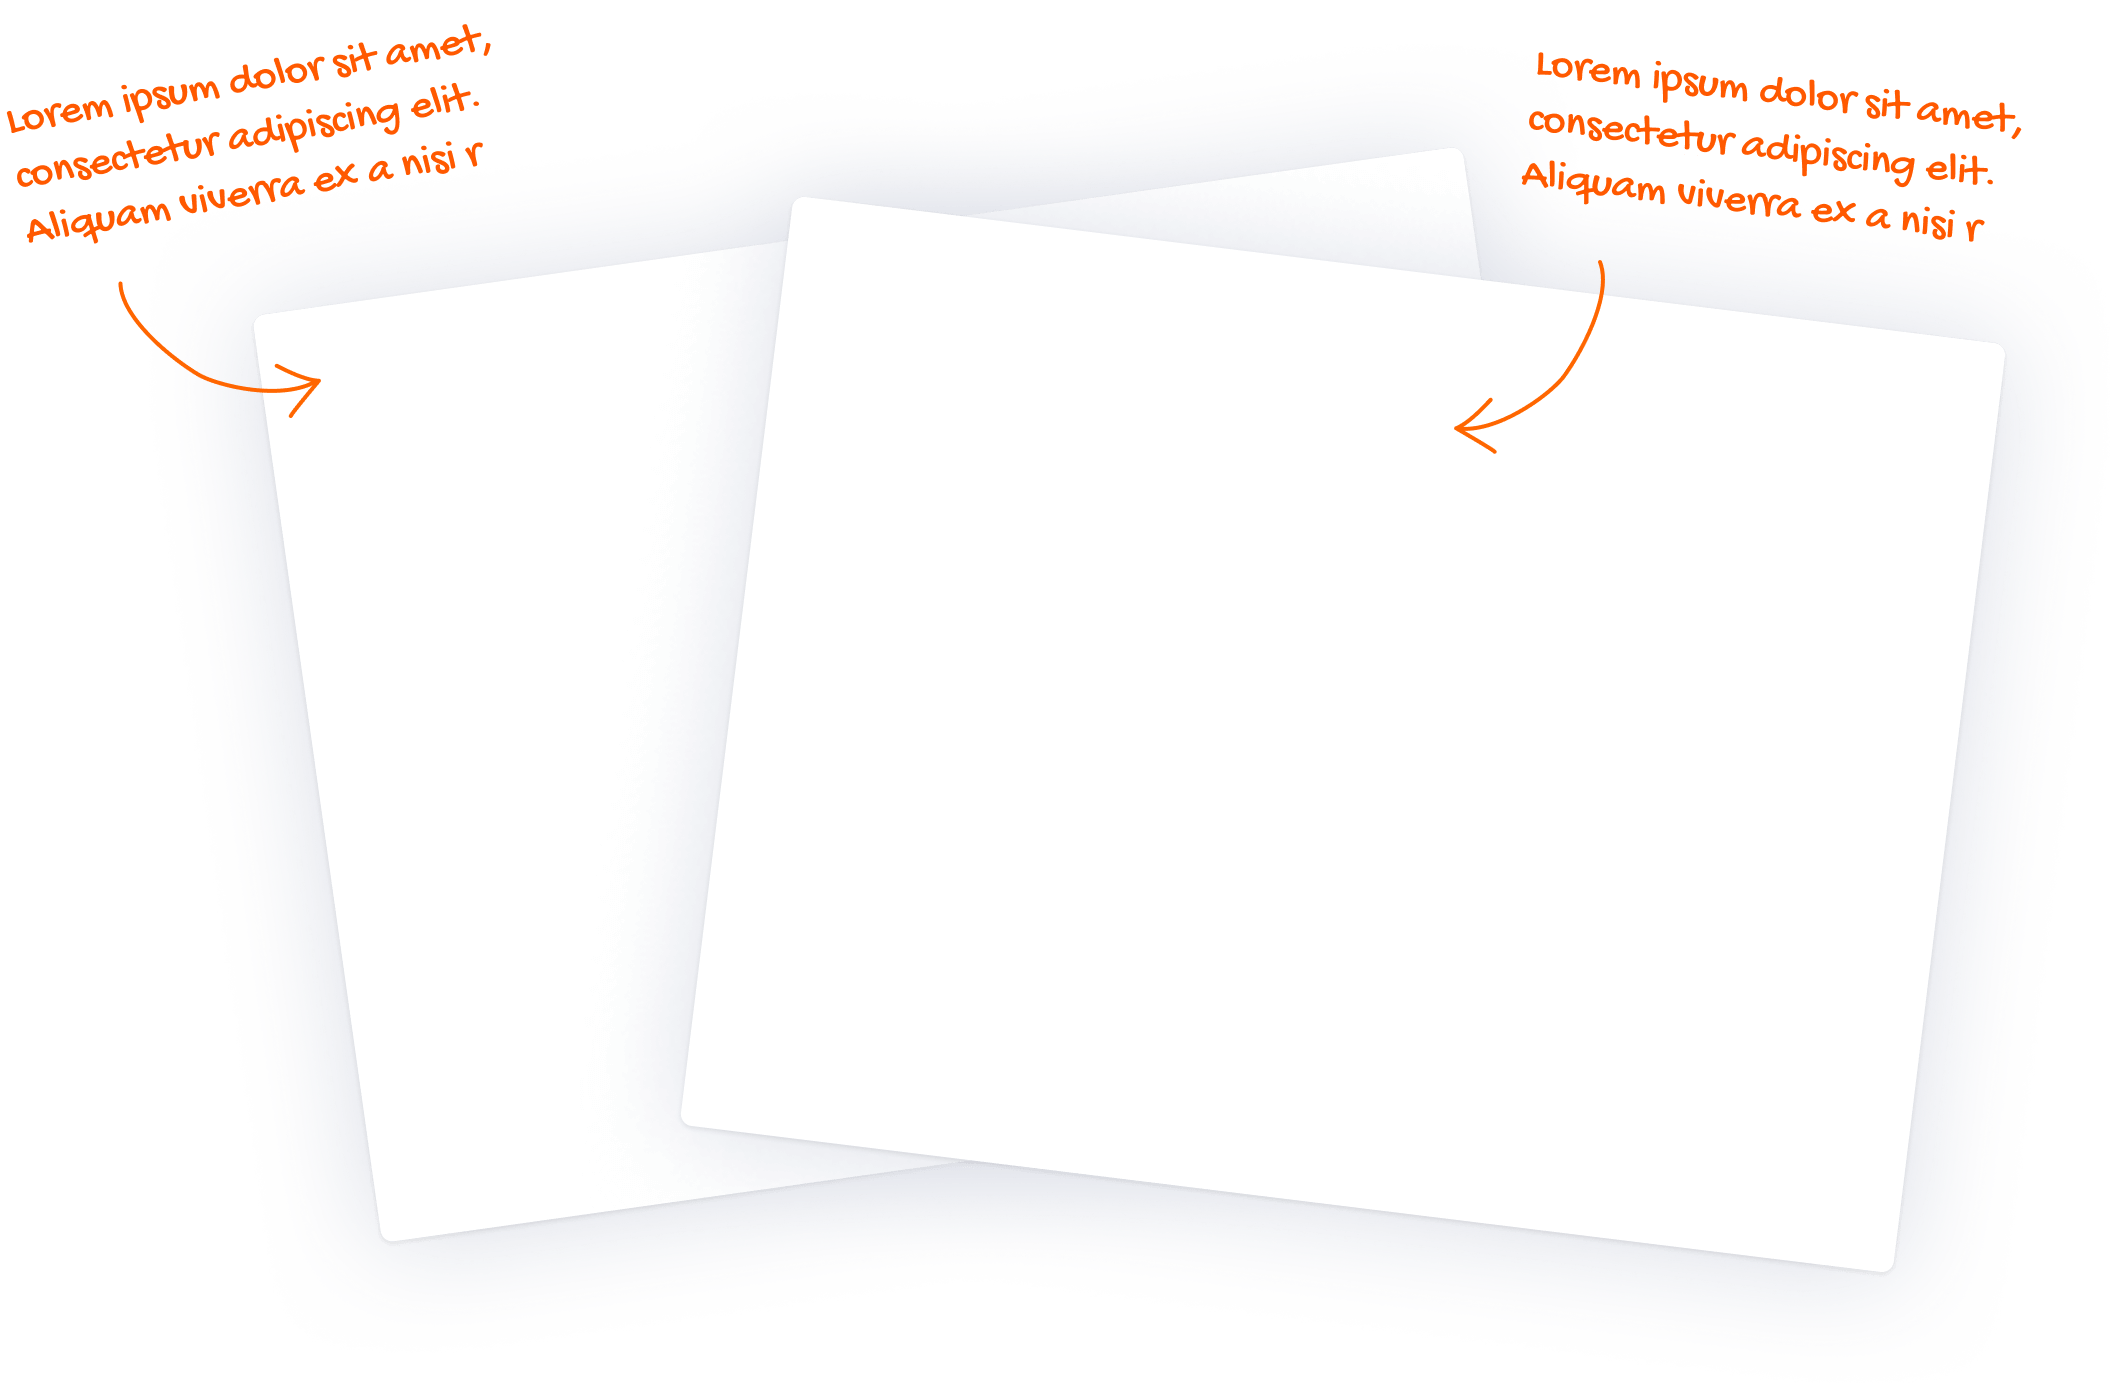 Lorem ipsum dolor sit amet,
consectetur adipiscing elit.
Aliquam viverra ex a nisi r
Lorem ipsum dolor sit amet,
consectetur adipiscing elit.
Aliquam viverra ex a nisi r